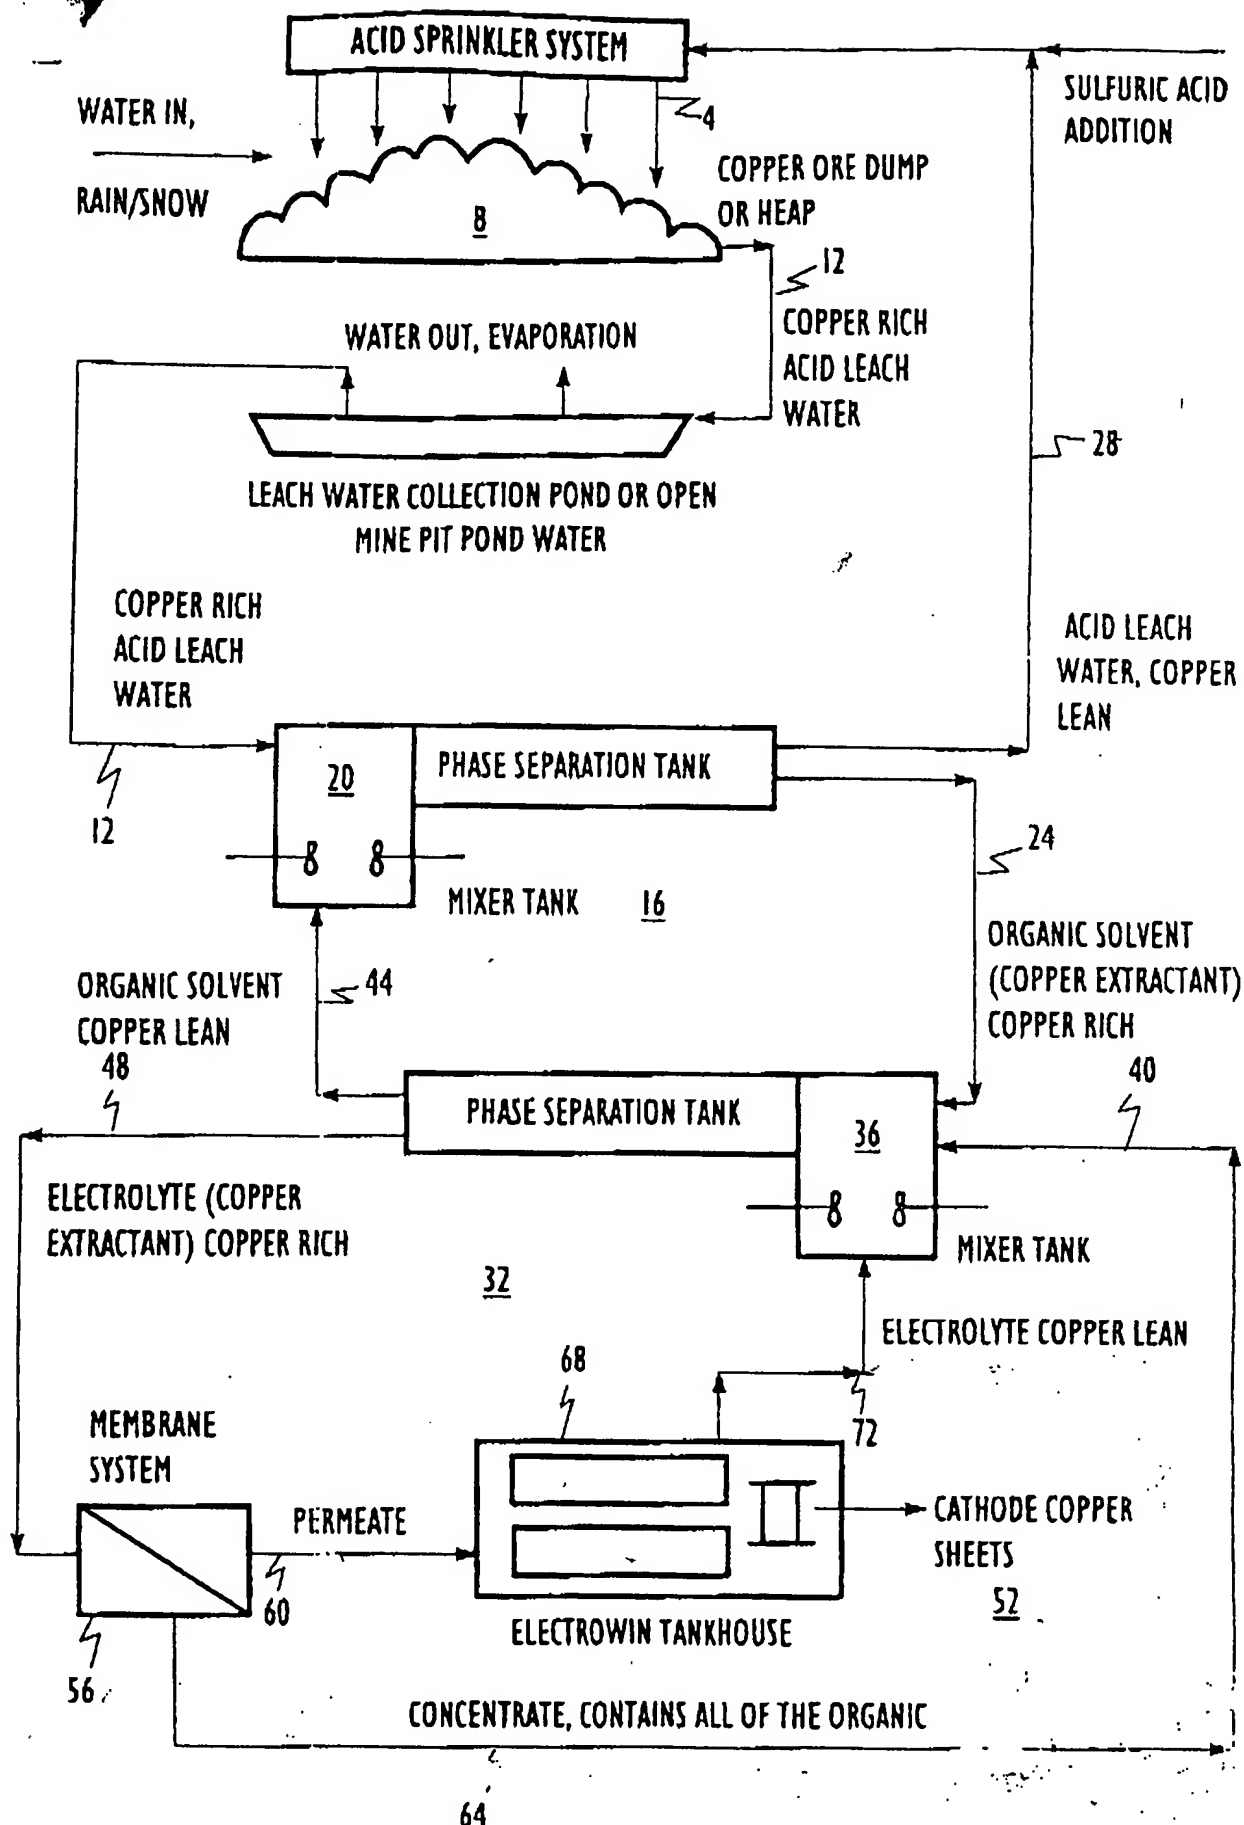 ACID SPRINKLER SYSTEM
WATER IN,
RAIN/SNOW
4
SULFURIC ACID
ADDITION
COPPER ORE DUMP
OR HEAP
8
12
COPPER RICH
ACID LEACH
WATER
WATER OUT, EVAPORATION
28
LEACH WATER COLLECTION POND OR OPEN
MINE PIT POND WATER
COPPER RICH
ACID LEACH
WATER
ACID LEACH
WATER, COPPER
LEAN
20
PHASE SEPARATION TANK
12
24
MIXER TANK
16
ORGANIC SOLVENT
(COPPER EXTRACTANT)
COPPER RICH
ORGANIC SOLVENT
COPPER LEAN
44
48
40
PHASE SEPARATION TANK
36
ELECTROLYTE (COPPER
EXTRACTANT) COPPER RICH
MIXER TANK
32
ELECTROLYTE COPPER LEAN
68
72
MEMBRANE
SYSTEM
PERMEATE
60
CATHODE COPPER
SHEETS
52
ELECTROWIN TANKHOUSE
56
CONCENTRATE, CONTAINS ALL OF THE ORGANIC
64